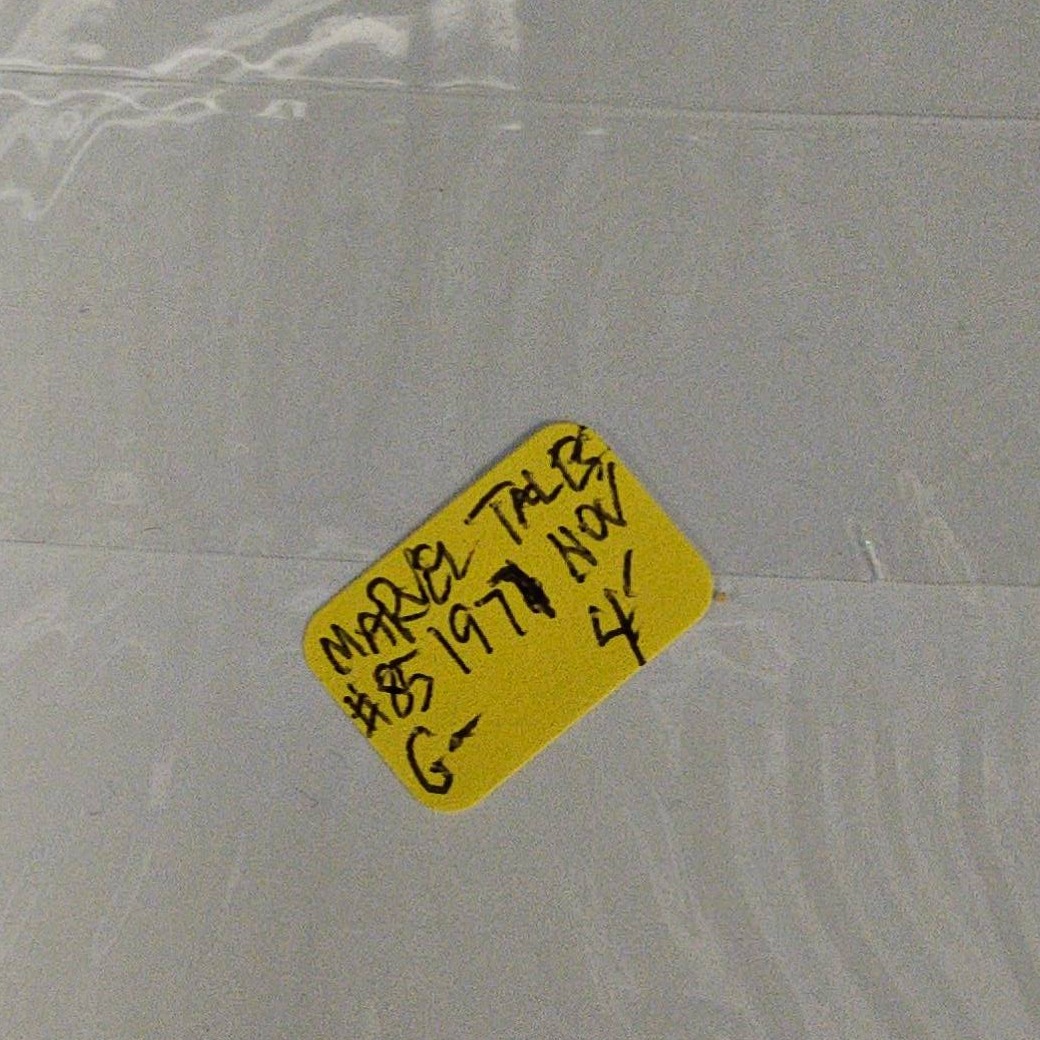 MARVEL TALES
#85 1977 NOV
G- 4